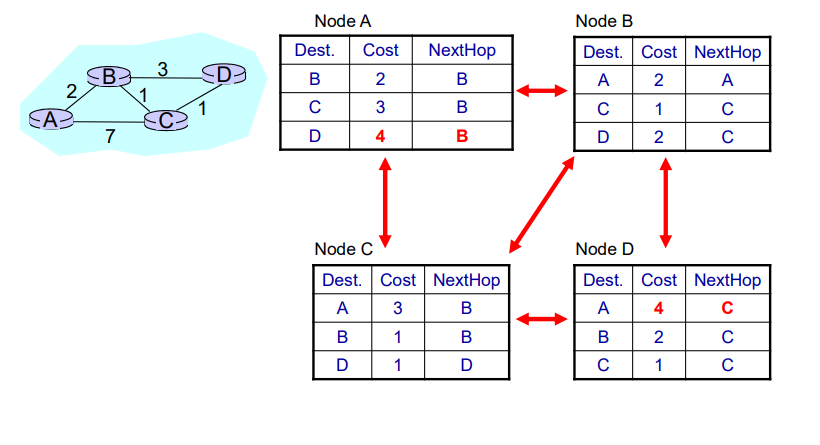 Node A
Dest. Cost NextHop
B 2 B
C 3 B
D 4 B
Node B
Dest. Cost NextHop
A 2 A
C 1 C
D 2 C
B 3 D
2 1 1
A 7 C
Node C
Dest. Cost NextHop
A 3 B
B 1 B
D 1 D
Node D
Dest. Cost NextHop
A 4 C
B 2 C
C 1 C